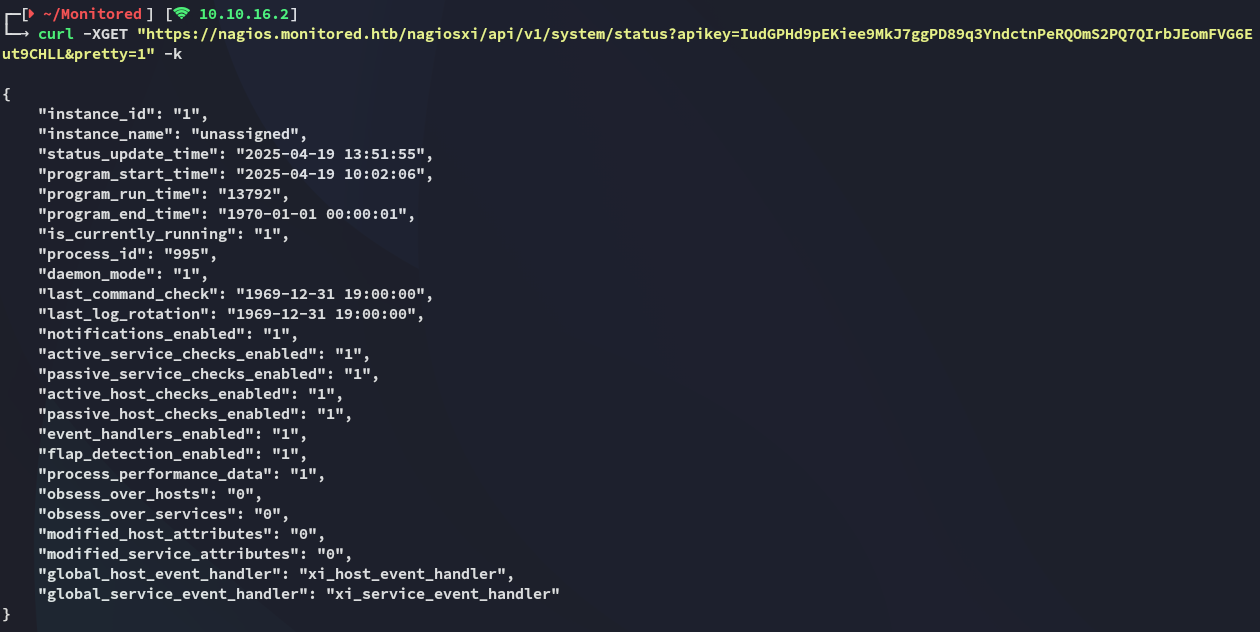 ┌─[ ~/Monitored ] [ 10.10.16.2]
└─→ curl -XGET "https://nagios.monitored.htb/nagiosxi/api/v1/system/status?apikey=IudGPHd9pEKiee9MkJ7ggPD89q3YndctnPeRQOmS2PQ7QIrbJEomFVG6E
ut9CHLL&pretty=1" -k
{
    "instance_id": "1",
    "instance_name": "unassigned",
    "status_update_time": "2025-04-19 13:51:55",
    "program_start_time": "2025-04-19 10:02:06",
    "program_run_time": "13792",
    "program_end_time": "1970-01-01 00:00:01",
    "is_currently_running": "1",
    "process_id": "995",
    "daemon_mode": "1",
    "last_command_check": "1969-12-31 19:00:00",
    "last_log_rotation": "1969-12-31 19:00:00",
    "notifications_enabled": "1",
    "active_service_checks_enabled": "1",
    "passive_service_checks_enabled": "1",
    "active_host_checks_enabled": "1",
    "passive_host_checks_enabled": "1",
    "event_handlers_enabled": "1",
    "flap_detection_enabled": "1",
    "process_performance_data": "1",
    "obsess_over_hosts": "0",
    "obsess_over_services": "0",
    "modified_host_attributes": "0",
    "modified_service_attributes": "0",
    "global_host_event_handler": "xi_host_event_handler",
    "global_service_event_handler": "xi_service_event_handler"
}